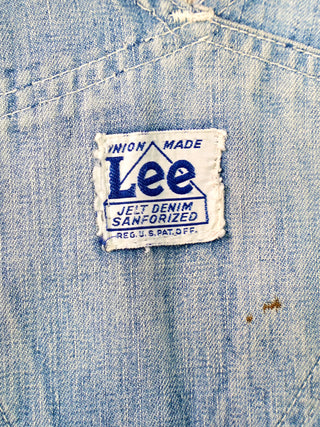 UNION MADE
Lee
JELT DENIM
SANFORIZED
REG. U.S. PAT. OFF.